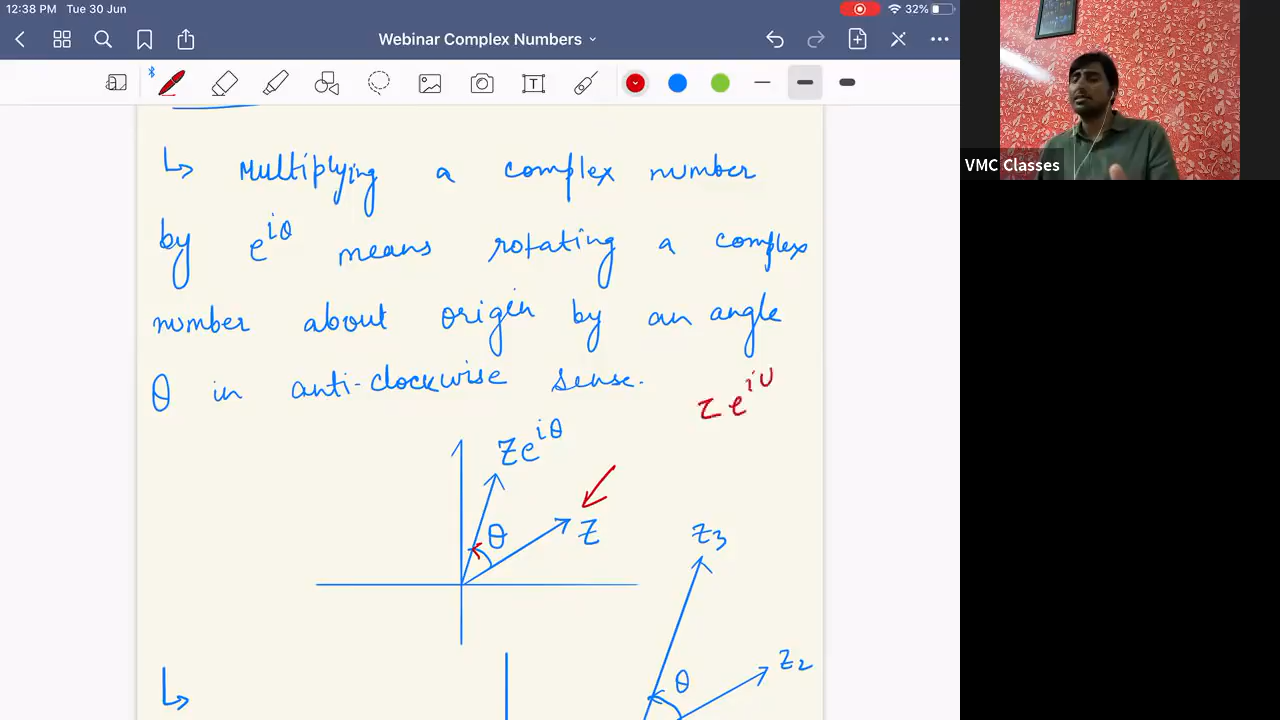 12:38 PM Tue 30 Jun
32%
Webinar Complex Numbers
T
VMC Classes
↳ Multiplying a complex number
by e^{iθ} means rotating a complex
number about origin by an angle
θ in anti-clockwise sense.
Ze^{iθ}
Ze^{iθ}
θ
Z
Z₃
Z₂
θ
↳